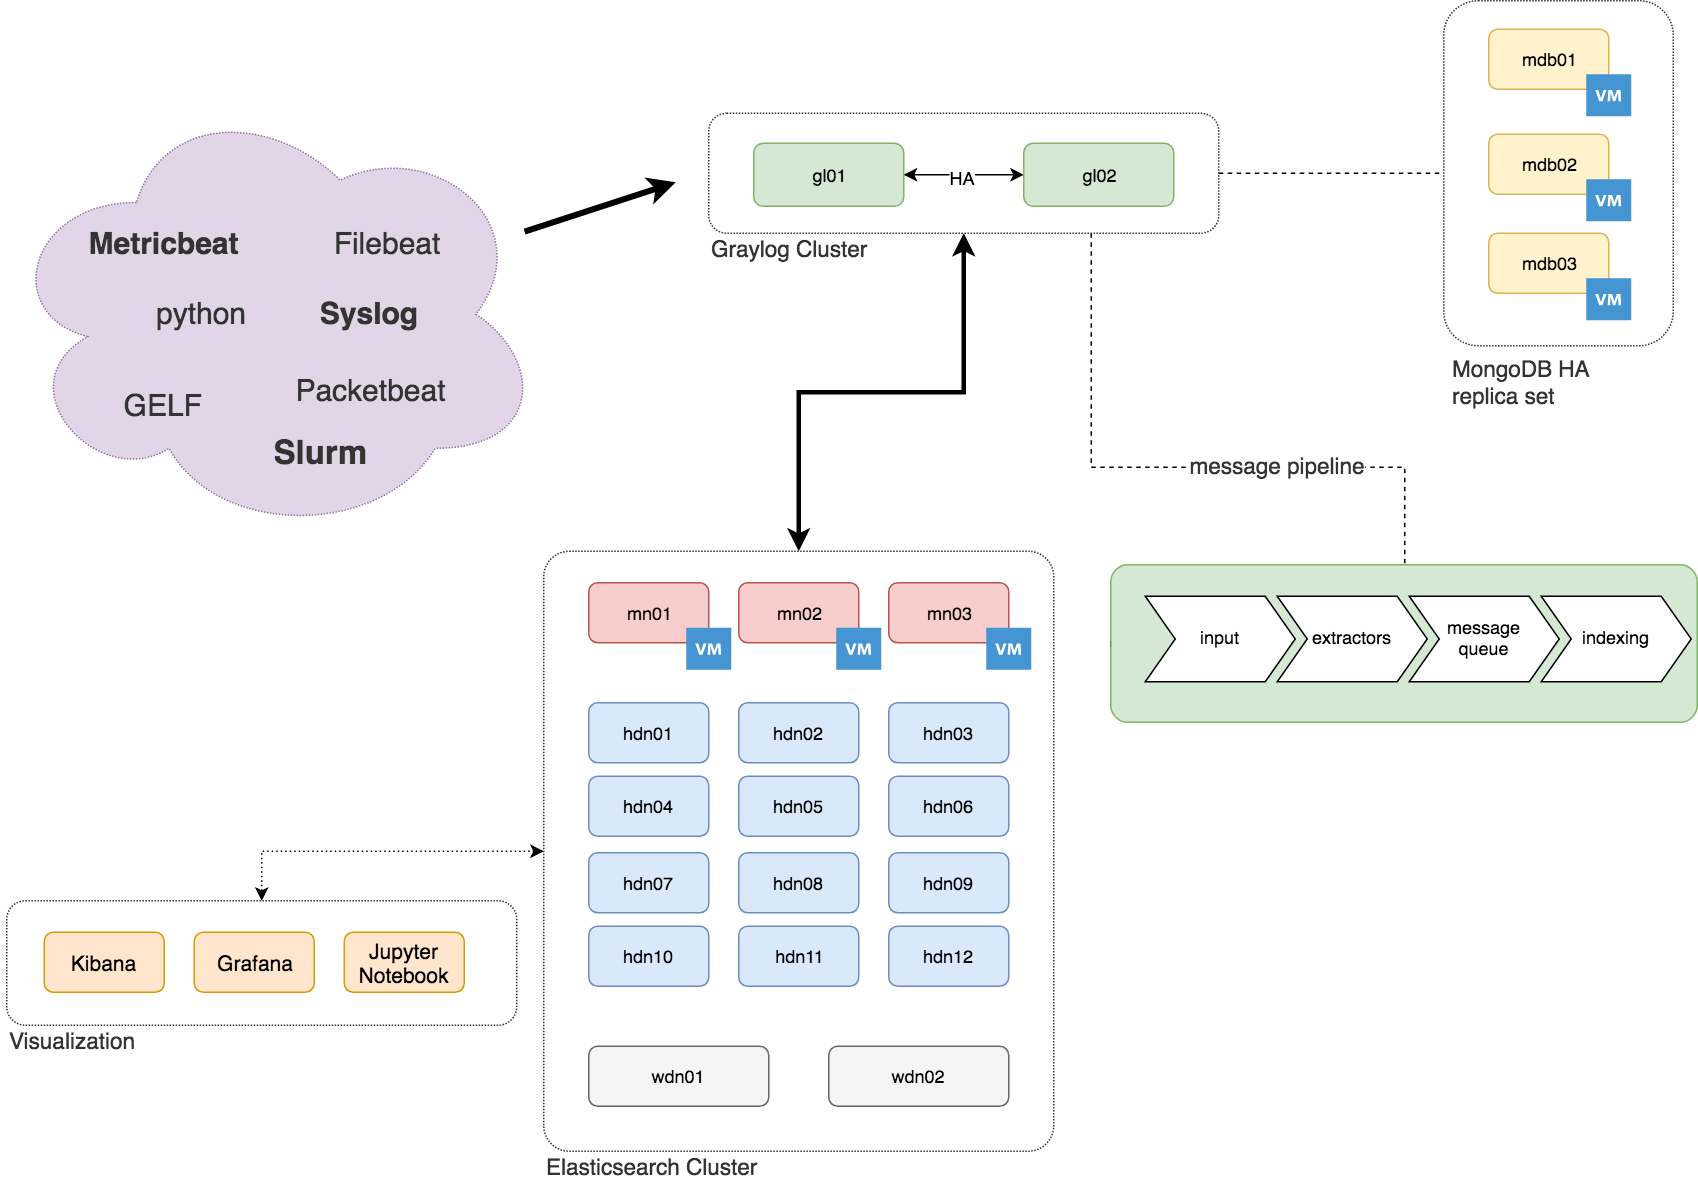 Metricbeat
Filebeat
python
Syslog
GELF
Packetbeat
Slurm
gl01
HA
gl02
Graylog Cluster
mdb01
VM
mdb02
VM
mdb03
VM
MongoDB HA
replica set
message pipeline
input
extractors
message
queue
indexing
mn01
VM
mn02
VM
mn03
VM
hdn01
hdn02
hdn03
hdn04
hdn05
hdn06
hdn07
hdn08
hdn09
hdn10
hdn11
hdn12
wdn01
wdn02
Elasticsearch Cluster
Kibana
Grafana
Jupyter
Notebook
Visualization